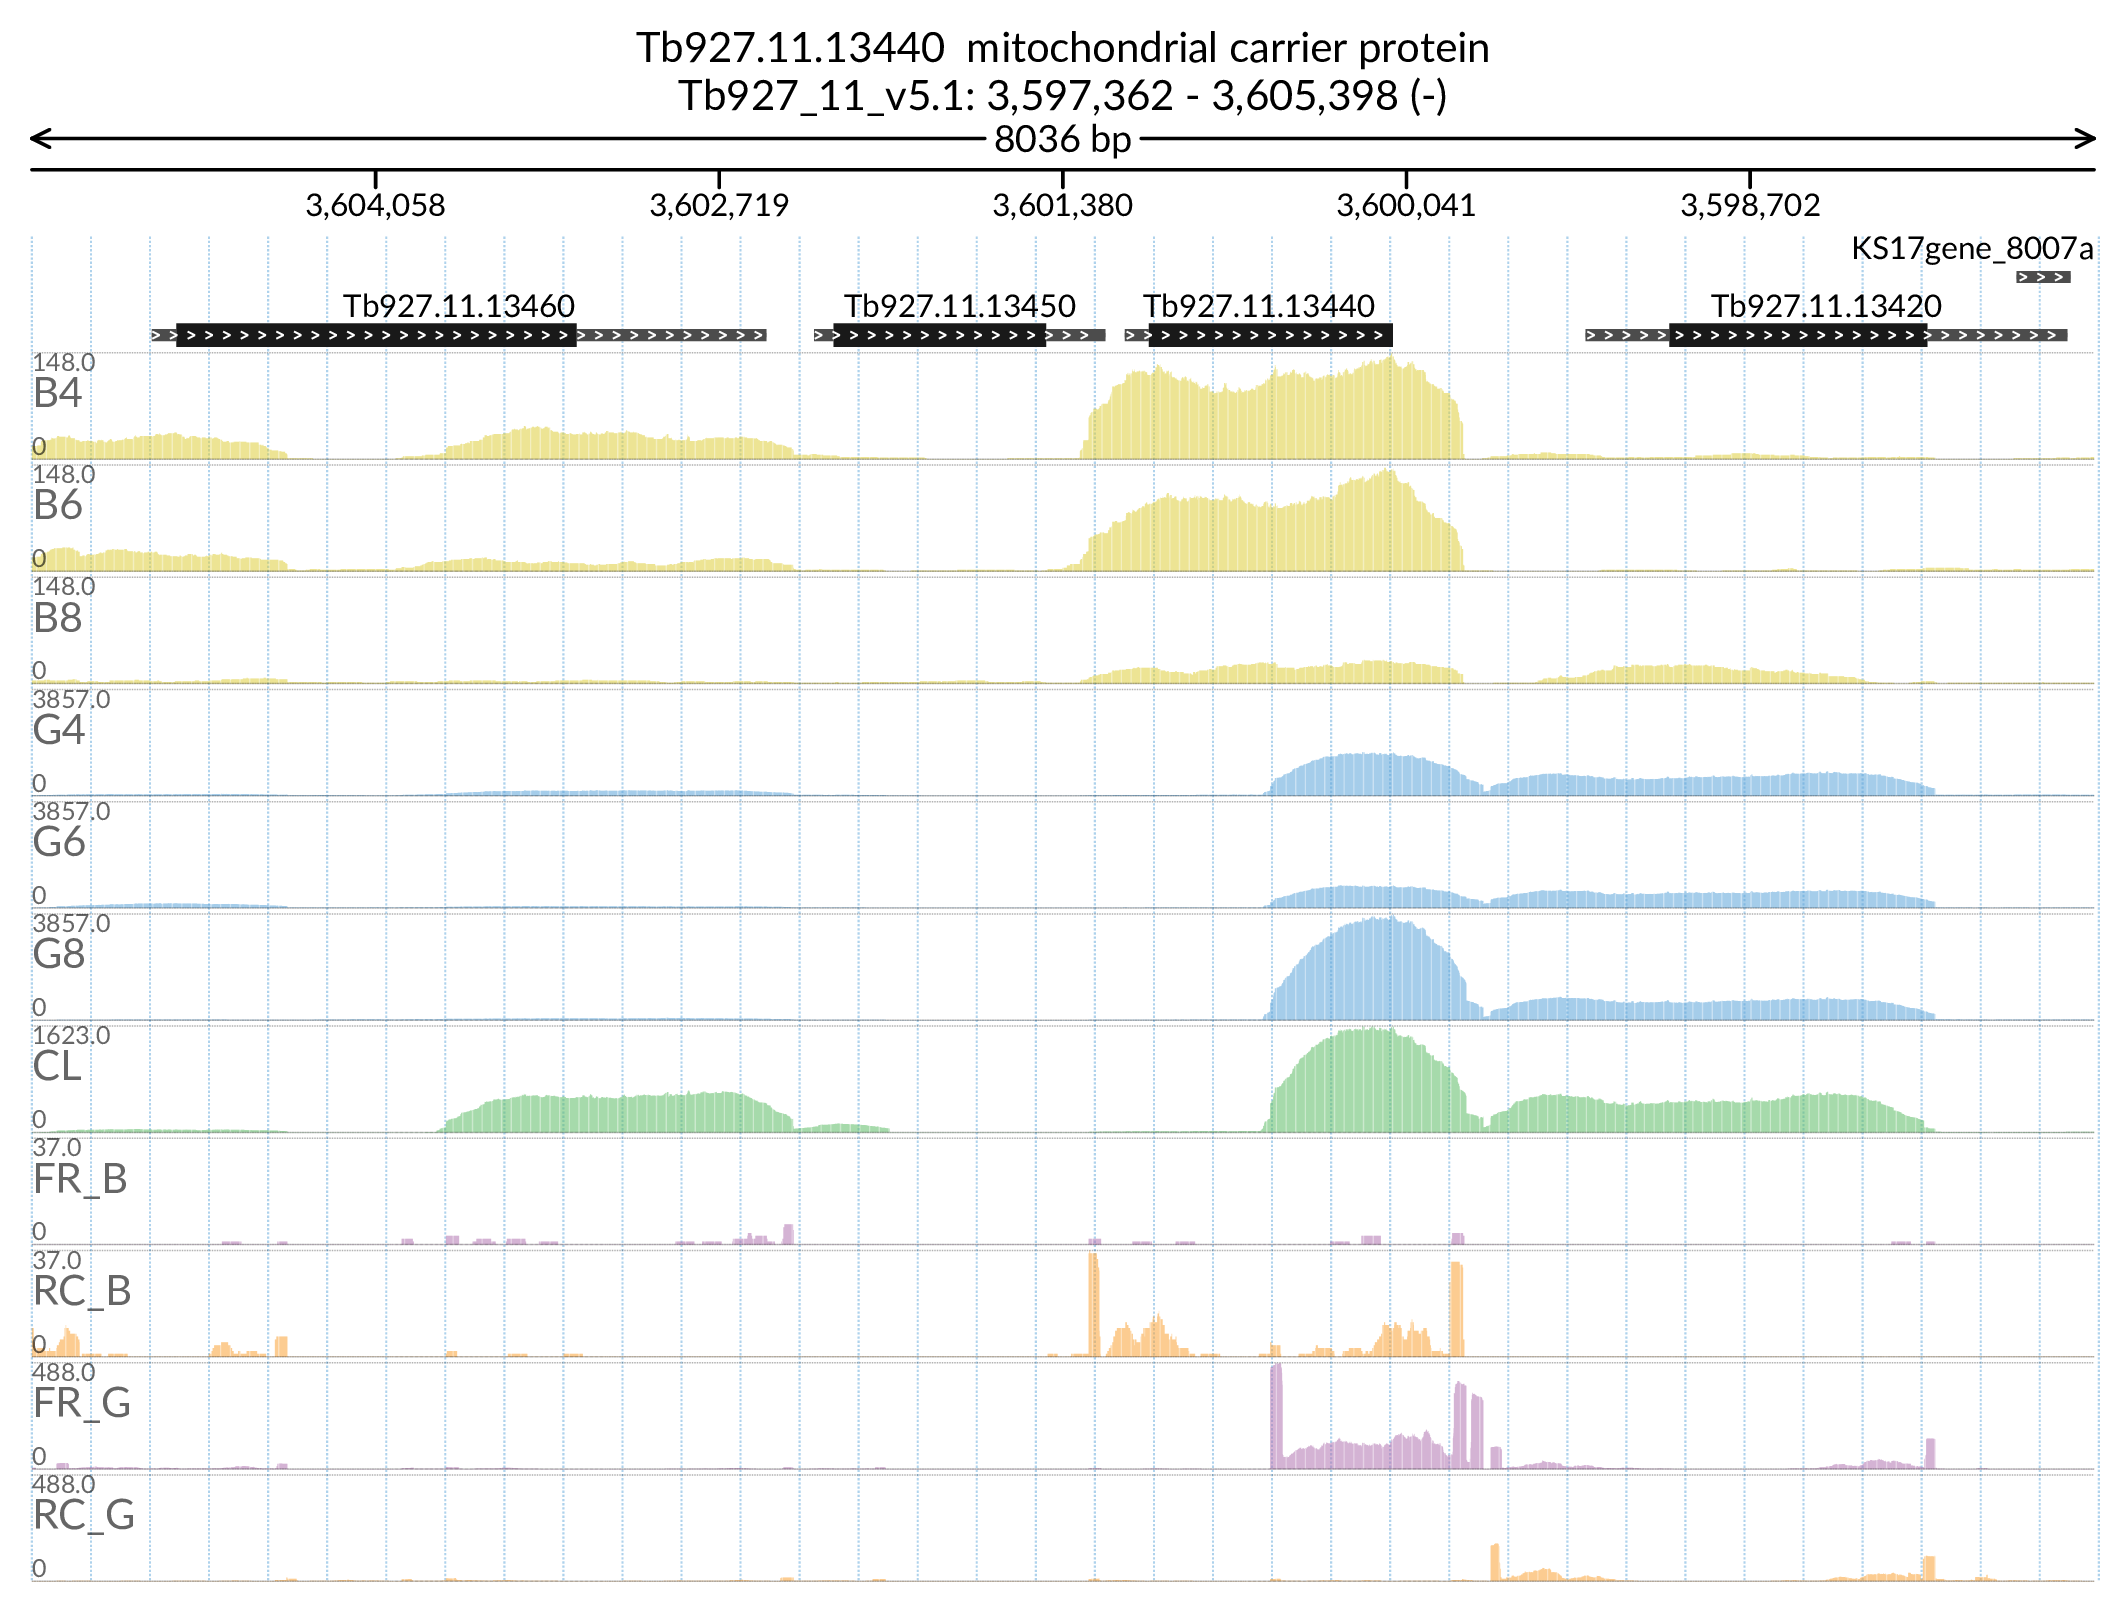 Tb927.11.13440 mitochondrial carrier protein
Tb927_11_v5.1: 3,597,362 - 3,605,398 (-)
8036 bp
3,604,058 3,602,719 3,601,380 3,600,041 3,598,702
KS17gene_8007a
Tb927.11.13460 Tb927.11.13450 Tb927.11.13440 Tb927.11.13420
148.0
B4
0
148.0
B6
0
148.0
B8
0
3857.0
G4
0
3857.0
G6
0
3857.0
G8
0
1623.0
CL
0
37.0
FR_B
0
37.0
RC_B
0
488.0
FR_G
0
488.0
RC_G
0